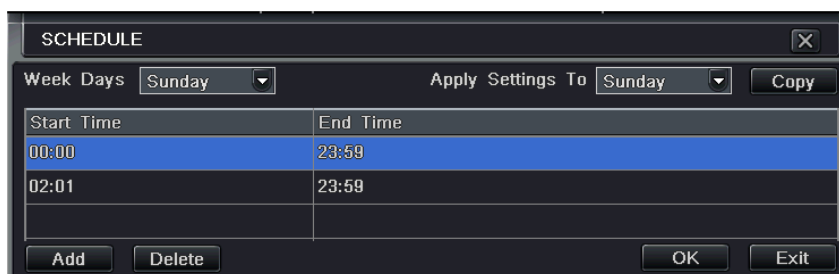 SCHEDULE
Week Days Sunday Apply Settings To Sunday Copy
Start Time End Time
00:00 23:59
02:01 23:59
Add Delete OK Exit